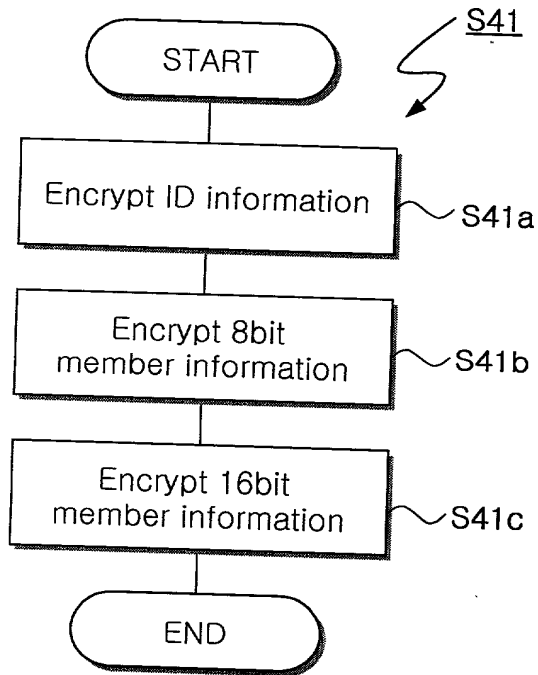 S41
START
Encrypt ID information
S41a
Encrypt 8bit
member information
S41b
Encrypt 16bit
member information
S41c
END